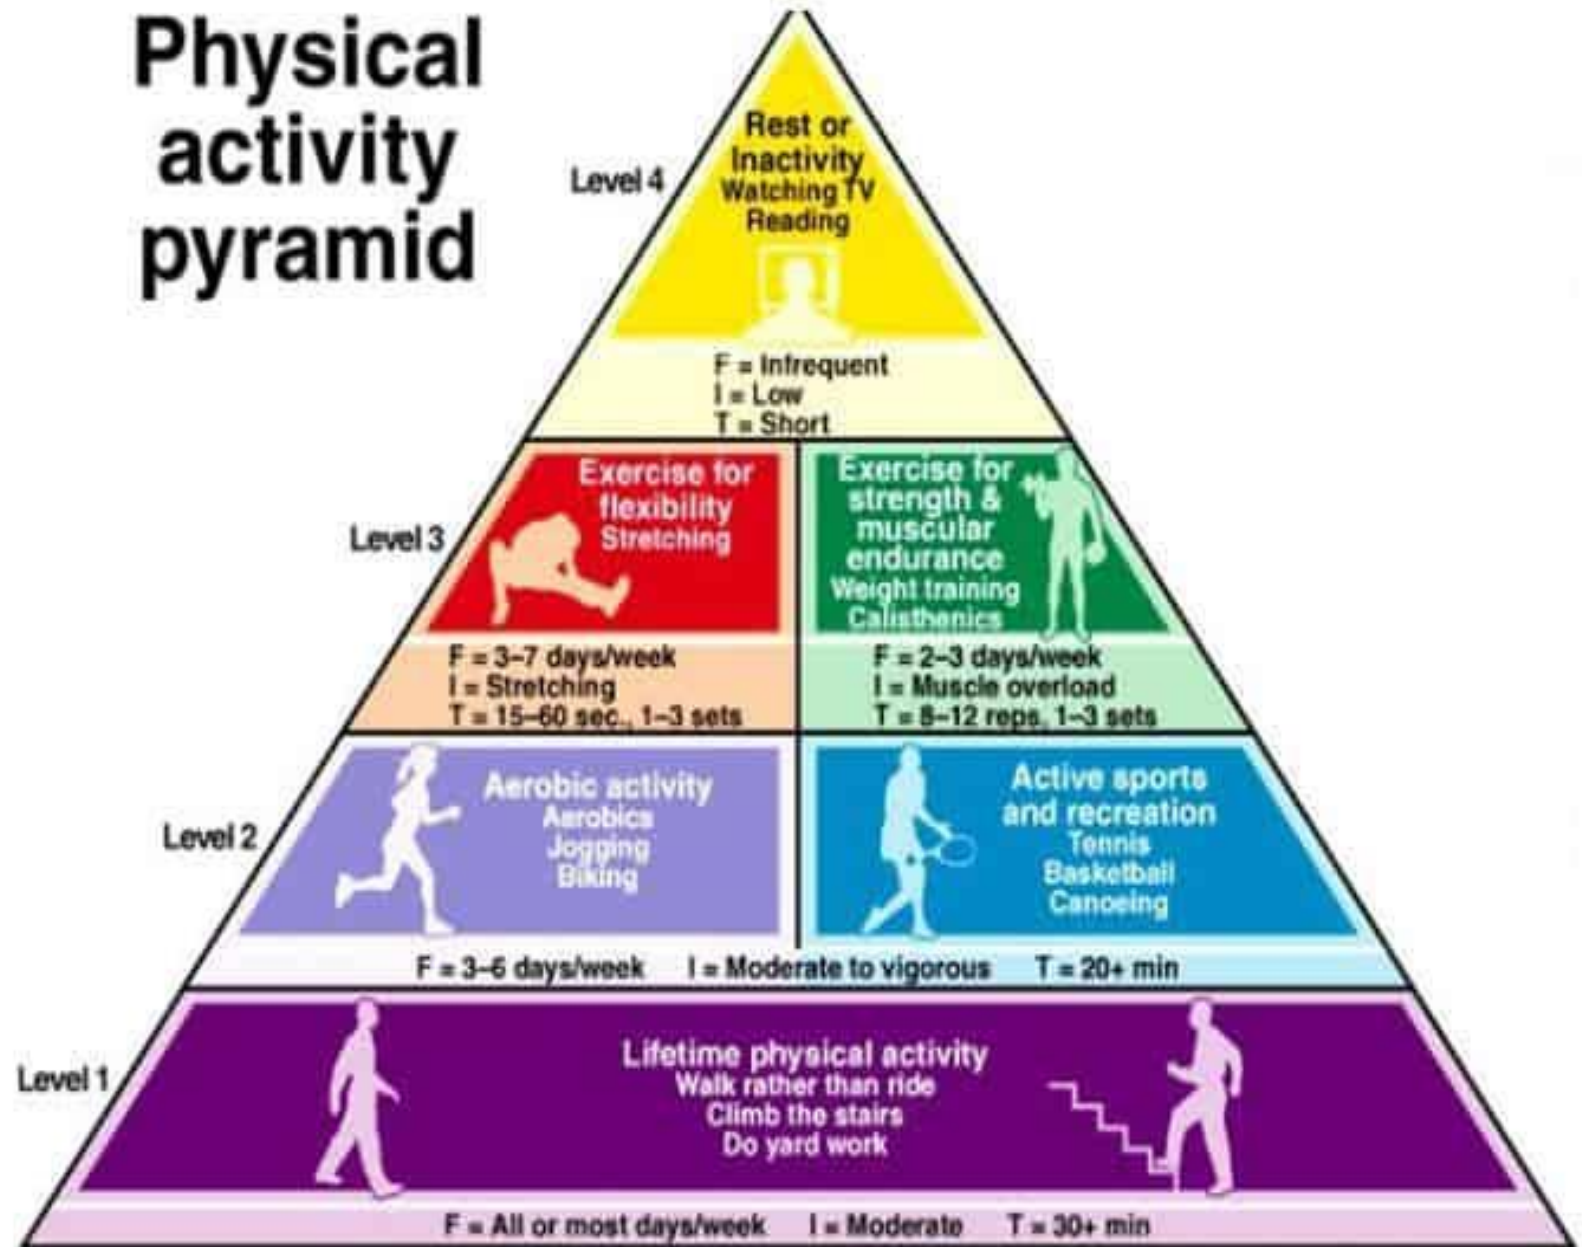 Physical
activity
pyramid
Level 4
Rest or
Inactivity
Watching TV
Reading
F = Infrequent
I = Low
T = Short
Level 3
Exercise for
flexibility
Stretching
F = 3–7 days/week
I = Stretching
T = 15–60 sec., 1–3 sets
Exercise for
strength &
muscular
endurance
Weight training
Calisthenics
F = 2–3 days/week
I = Muscle overload
T = 8–12 reps, 1–3 sets
Level 2
Aerobic activity
Aerobics
Jogging
Biking
Active sports
and recreation
Tennis
Basketball
Canoeing
F = 3–6 days/week I = Moderate to vigorous T = 20+ min
Level 1
Lifetime physical activity
Walk rather than ride
Climb the stairs
Do yard work
F = All or most days/week I = Moderate T = 30+ min